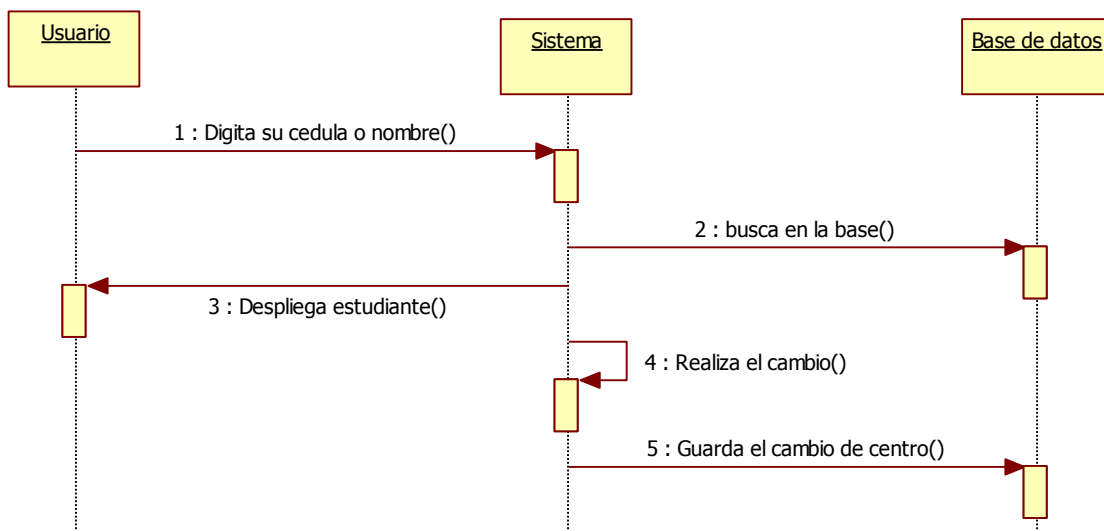 Usuario
Sistema
Base de datos
1 : Digita su cedula o nombre()
2 : busca en la base()
3 : Despliega estudiante()
4 : Realiza el cambio()
5 : Guarda el cambio de centro()